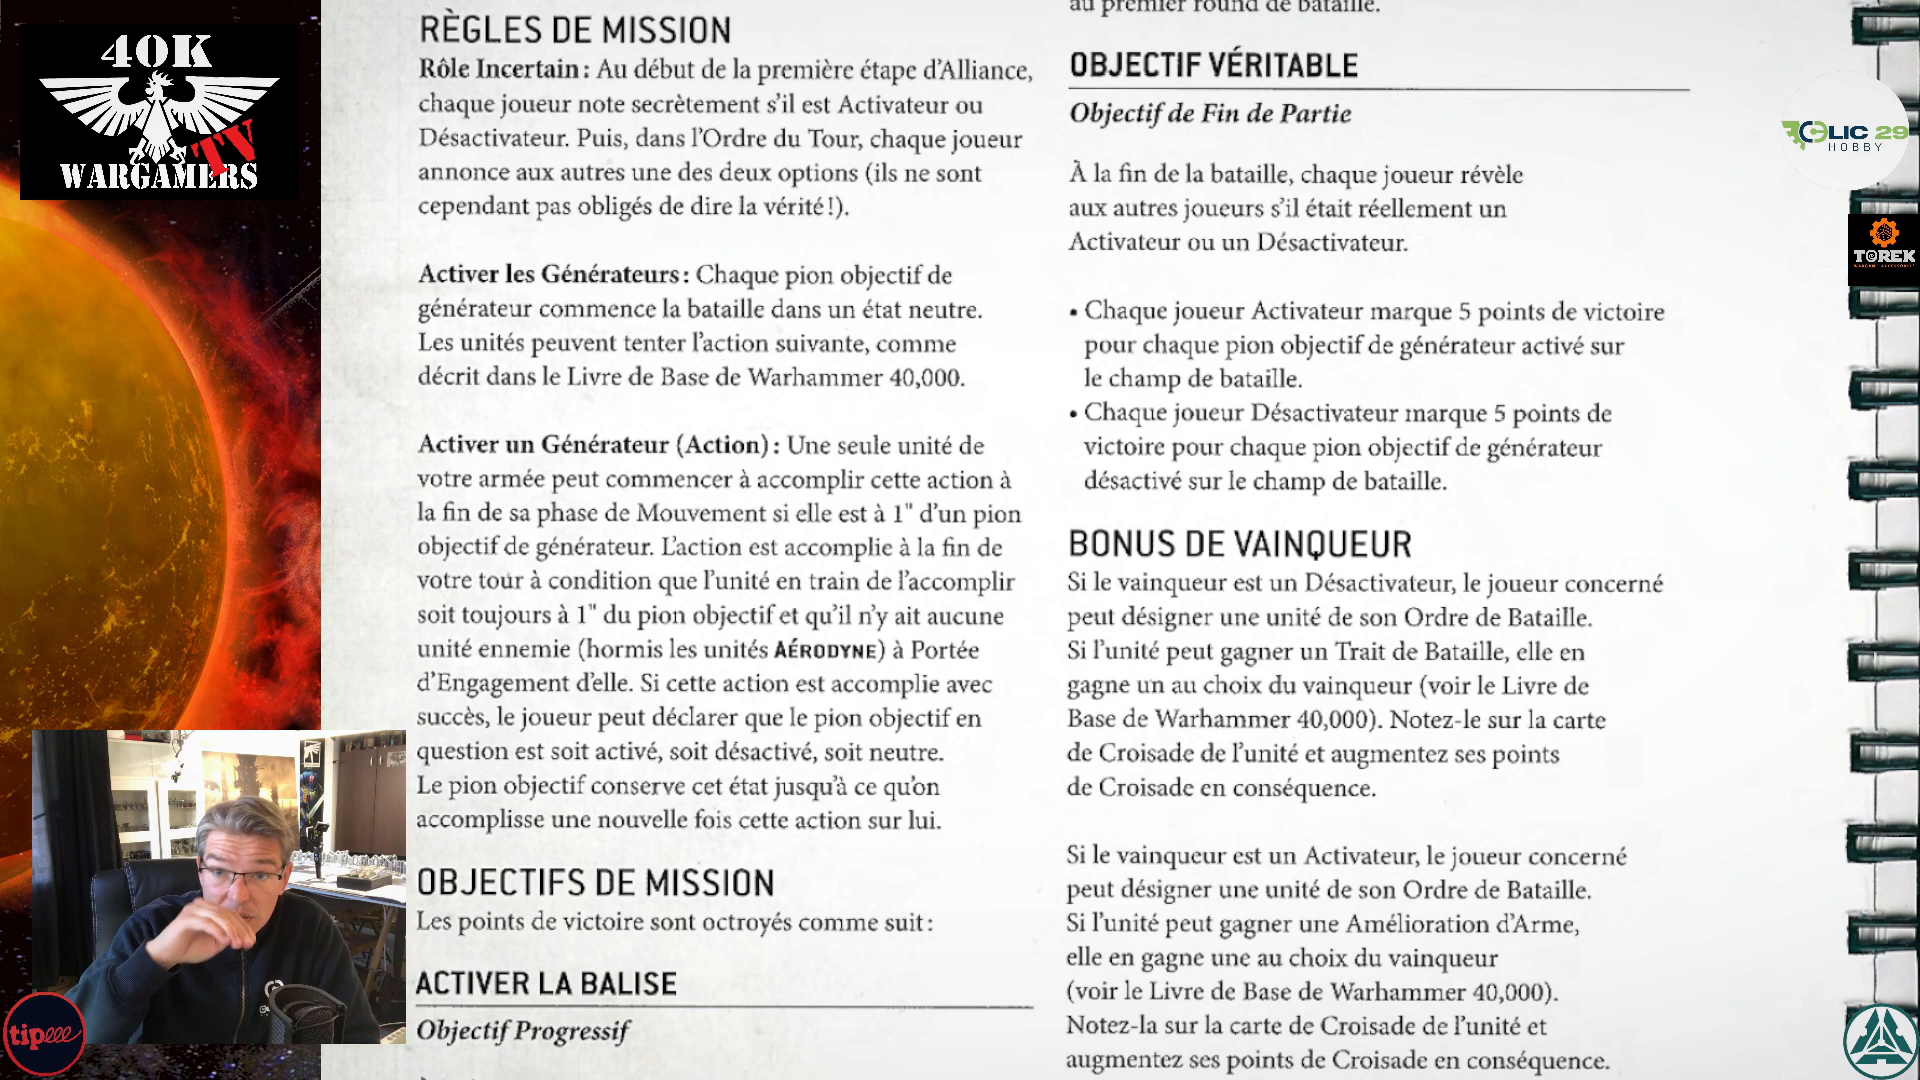 40K
WARGAMERS
TV
RÈGLES DE MISSION
Rôle Incertain : Au début de la première étape d'Alliance,
chaque joueur note secrètement s'il est Activateur ou
Désactivateur. Puis, dans l'Ordre du Tour, chaque joueur
annonce aux autres une des deux options (ils ne sont
cependant pas obligés de dire la vérité !).
Activer les Générateurs : Chaque pion objectif de
générateur commence la bataille dans un état neutre.
Les unités peuvent tenter l'action suivante, comme
décrit dans le Livre de Base de Warhammer 40,000.
Activer un Générateur (Action) : Une seule unité de
votre armée peut commencer à accomplir cette action à
la fin de sa phase de Mouvement si elle est à 1" d'un pion
objectif de générateur. L'action est accomplie à la fin de
votre tour à condition que l'unité en train de l'accomplir
soit toujours à 1" du pion objectif et qu'il n'y ait aucune
unité ennemie (hormis les unités AÉRODYNE) à Portée
d'Engagement d'elle. Si cette action est accomplie avec
succès, le joueur peut déclarer que le pion objectif en
question est soit activé, soit désactivé, soit neutre.
Le pion objectif conserve cet état jusqu'à ce qu'on
accomplisse une nouvelle fois cette action sur lui.
OBJECTIFS DE MISSION
Les points de victoire sont octroyés comme suit :
ACTIVER LA BALISE
Objectif Progressif
au premier round de bataille.
OBJECTIF VÉRITABLE
Objectif de Fin de Partie
À la fin de la bataille, chaque joueur révèle
aux autres joueurs s'il était réellement un
Activateur ou un Désactivateur.
• Chaque joueur Activateur marque 5 points de victoire
pour chaque pion objectif de générateur activé sur
le champ de bataille.
• Chaque joueur Désactivateur marque 5 points de
victoire pour chaque pion objectif de générateur
désactivé sur le champ de bataille.
BONUS DE VAINQUEUR
Si le vainqueur est un Désactivateur, le joueur concerné
peut désigner une unité de son Ordre de Bataille.
Si l'unité peut gagner un Trait de Bataille, elle en
gagne un au choix du vainqueur (voir le Livre de
Base de Warhammer 40,000). Notez-le sur la carte
de Croisade de l'unité et augmentez ses points
de Croisade en conséquence.
Si le vainqueur est un Activateur, le joueur concerné
peut désigner une unité de son Ordre de Bataille.
Si l'unité peut gagner une Amélioration d'Arme,
elle en gagne une au choix du vainqueur
(voir le Livre de Base de Warhammer 40,000).
Notez-la sur la carte de Croisade de l'unité et
augmentez ses points de Croisade en conséquence.
CLIC 29
HOBBY
TOREK
tipeee